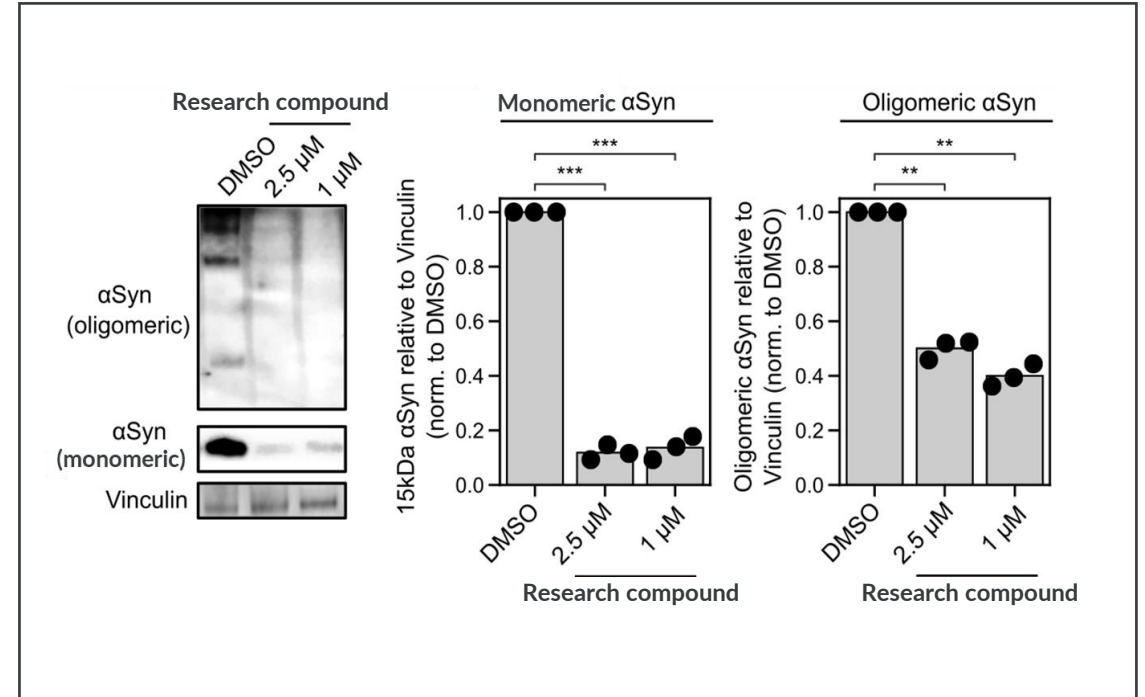 Research compound
DMSO
2.5 µM
1 µM
αSyn
(oligomeric)
αSyn
(monomeric)
Vinculin
Monomeric αSyn
***
***
15kDa αSyn relative to Vinculin
(norm. to DMSO)
1.0
0.8
0.6
0.4
0.2
0.0
DMSO
2.5 µM
1 µM
Research compound
Oligomeric αSyn
**
**
Oligomeric αSyn relative to
Vinculin (norm. to DMSO)
1.0
0.8
0.6
0.4
0.2
0.0
DMSO
2.5 µM
1 µM
Research compound